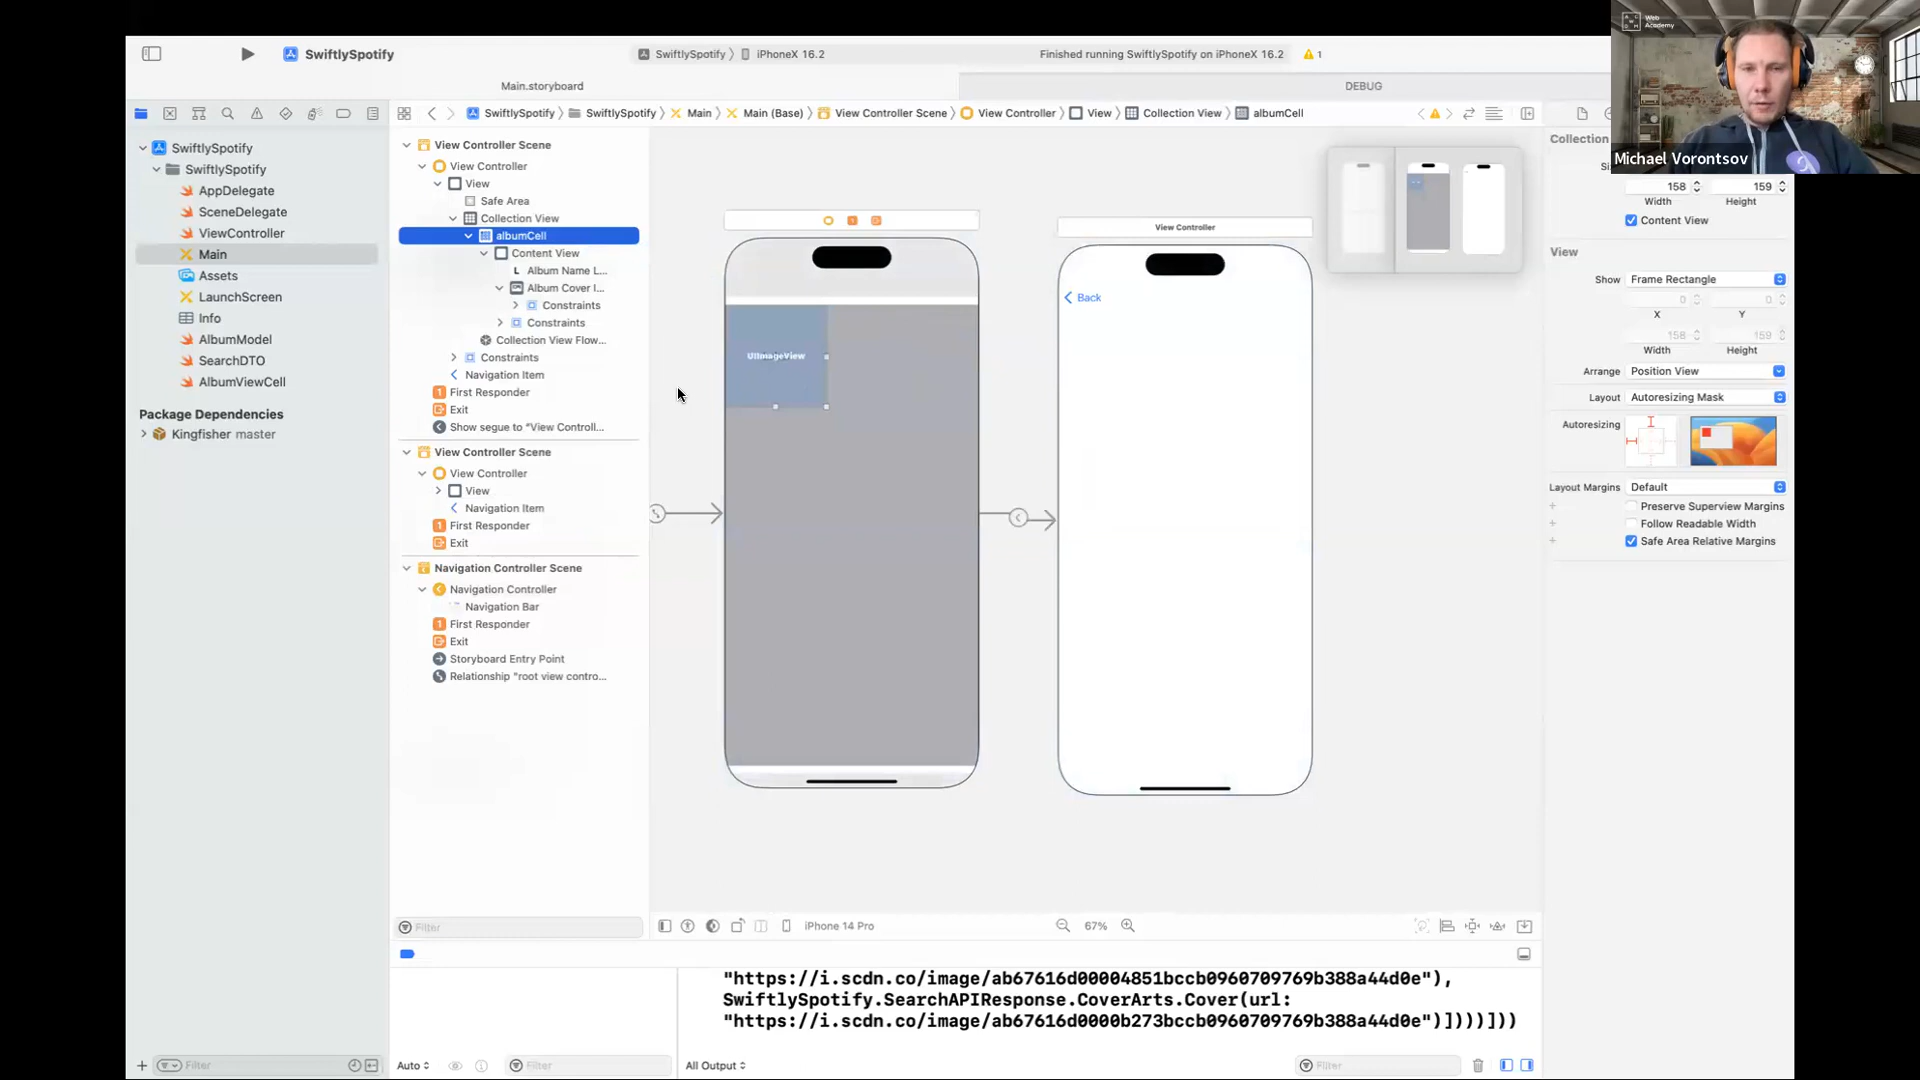 Web
Academy
Michael Vorontsov
SwiftlySpotify
SwiftlySpotify
iPhoneX 16.2
Finished running SwiftlySpotify on iPhoneX 16.2
1
Main.storyboard
DEBUG
SwiftlySpotify
SwiftlySpotify
Main
Main (Base)
View Controller Scene
View Controller
View
Collection View
albumCell
SwiftlySpotify
SwiftlySpotify
AppDelegate
SceneDelegate
ViewController
Main
Assets
LaunchScreen
Info
AlbumModel
SearchDTO
AlbumViewCell
Package Dependencies
Kingfisher master
View Controller Scene
View Controller
View
Safe Area
Collection View
albumCell
Content View
L Album Name L...
Album Cover I...
Constraints
Constraints
Collection View Flow...
Constraints
Navigation Item
First Responder
Exit
Show segue to "View Controll...
View Controller Scene
View Controller
View
Navigation Item
First Responder
Exit
Navigation Controller Scene
Navigation Controller
Navigation Bar
First Responder
Exit
Storyboard Entry Point
Relationship "root view contro...
UIImageView
View Controller
Back
Collection
158
159
Width
Height
Content View
View
Show
Frame Rectangle
0
0
X
Y
158
159
Width
Height
Arrange
Position View
Layout
Autoresizing Mask
Autoresizing
Layout Margins
Default
Preserve Superview Margins
Follow Readable Width
Safe Area Relative Margins
Filter
iPhone 14 Pro
67%
"https://i.scdn.co/image/ab67616d00004851bccb0960709769b388a44d0e"),
SwiftlySpotify.SearchAPIResponse.CoverArts.Cover(url:
"https://i.scdn.co/image/ab67616d0000b273bccb0960709769b388a44d0e")]))))]))
Filter
Auto
Filter
All Output
Filter